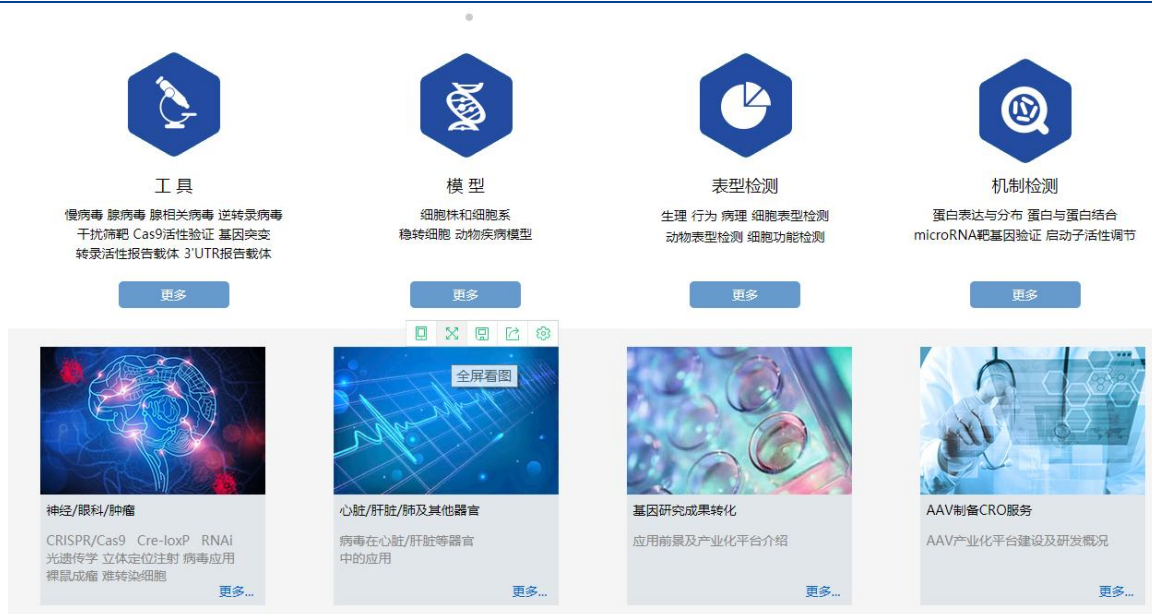 工 具
慢病毒 腺病毒 腺相关病毒 逆转录病毒
干扰筛靶 Cas9活性验证 基因突变
转录活性报告载体 3'UTR报告载体
更多
模 型
细胞株和细胞系
稳转细胞 动物疾病模型
更多
表型检测
生理 行为 病理 细胞表型检测
动物表型检测 细胞功能检测
更多
机制检测
蛋白表达与分布 蛋白与蛋白结合
microRNA靶基因验证 启动子活性调节
更多
全屏看图
神经/眼科/肿瘤
CRISPR/Cas9 Cre-loxP RNAi
光遗传学 立体定位注射 病毒应用
裸鼠成瘤 难转染细胞
更多...
心脏/肝脏/肺及其他器官
病毒在心脏/肝脏等器官
中的应用
更多...
基因研究成果转化
应用前景及产业化平台介绍
更多...
AAV制备CRO服务
AAV产业化平台建设及研发概况
更多...